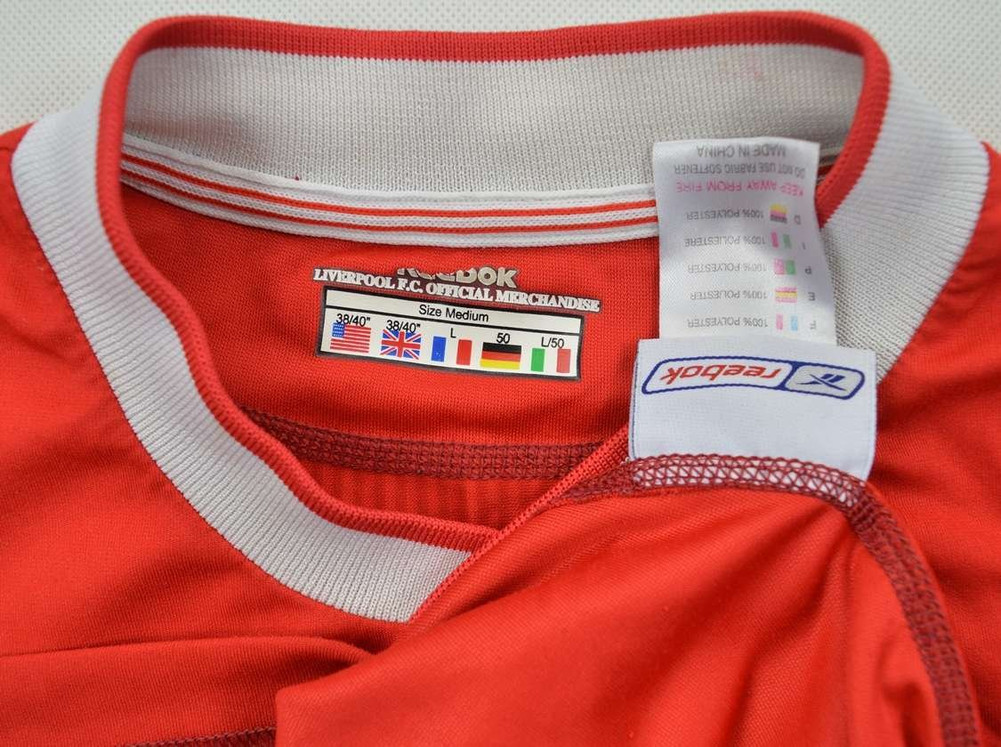 REEBOK
LIVERPOOL F.C. OFFICIAL MERCHANDISE
Size Medium
38/40" 38/40" L 50 L/50
reebok
F 100% POLYESTER
E 100% POLYESTER
P 100% POLYESTER
I 100% POLIESTERE
D 100% POLYESTER
KEEP AWAY FROM FIRE
DO NOT USE FABRIC SOFTENER
MADE IN CHINA